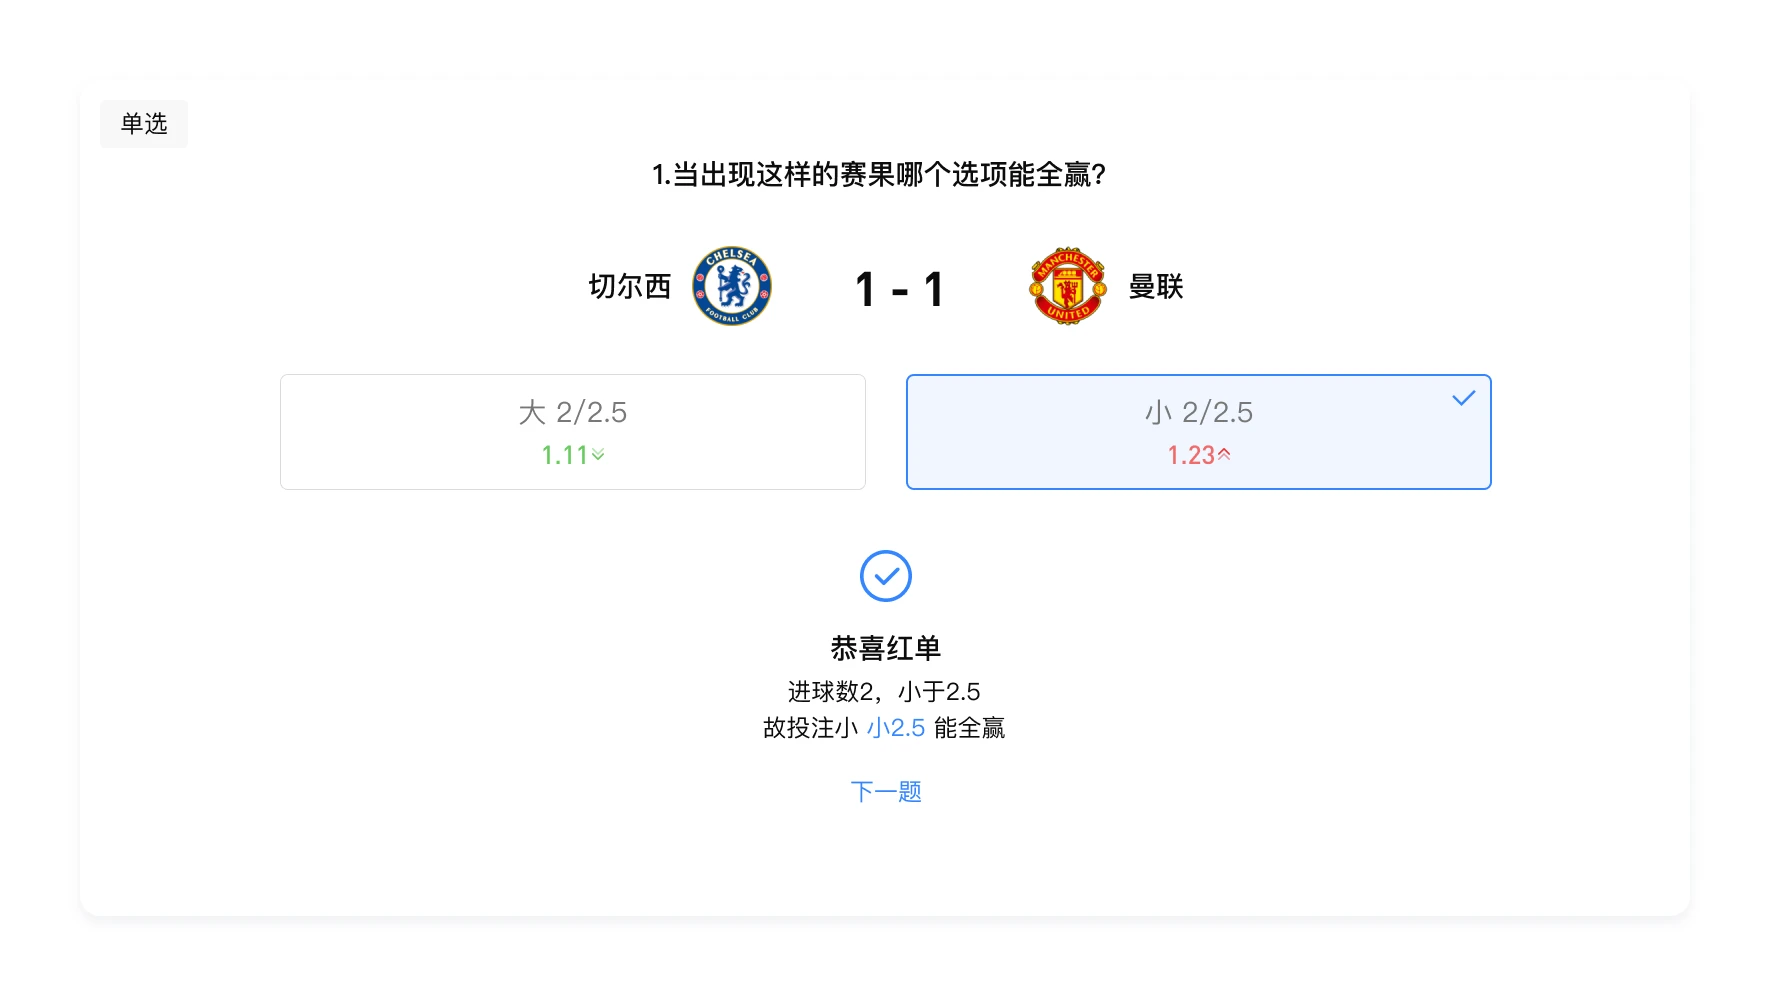 单选
1.当出现这样的赛果哪个选项能全赢?
切尔西
CHELSEA
FOOTBALL CLUB
1 - 1
MANCHESTER
UNITED
曼联
大 2/2.5
1.11
小 2/2.5
1.23
恭喜红单
进球数2，小于2.5
故投注小 小2.5 能全赢
下一题